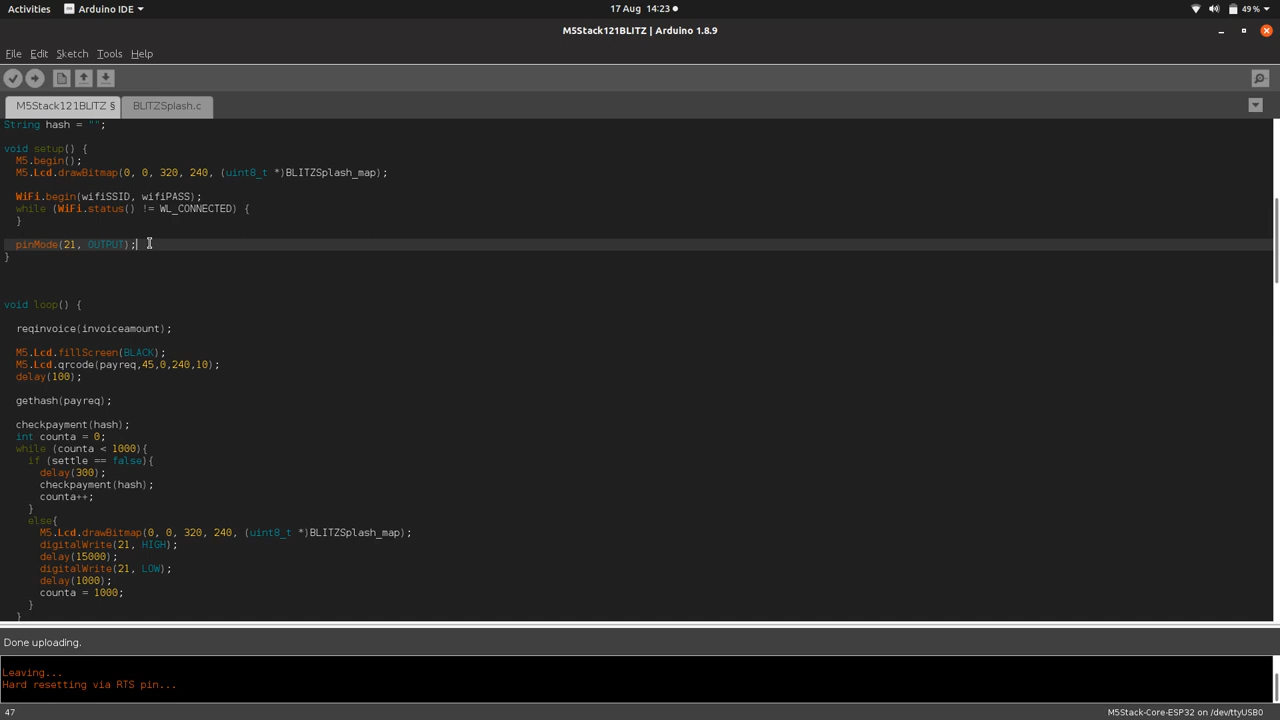 Activities Arduino IDE 17 Aug 14:23 49 %
M5Stack121BLITZ | Arduino 1.8.9
File Edit Sketch Tools Help
M5Stack121BLITZ § BLITZSplash.c
String hash = "";
void setup() {
M5.begin();
M5.Lcd.drawBitmap(0, 0, 320, 240, (uint8_t *)BLITZSplash_map);
WiFi.begin(wifiSSID, wifiPASS);
while (WiFi.status() != WL_CONNECTED) {
}
pinMode(21, OUTPUT);
}
void loop() {
reqinvoice(invoiceamount);
M5.Lcd.fillScreen(BLACK);
M5.Lcd.qrcode(payreq,45,0,240,10);
delay(100);
gethash(payreq);
checkpayment(hash);
int counta = 0;
while (counta < 1000){
if (settle == false){
delay(300);
checkpayment(hash);
counta++;
}
else{
M5.Lcd.drawBitmap(0, 0, 320, 240, (uint8_t *)BLITZSplash_map);
digitalWrite(21, HIGH);
delay(15000);
digitalWrite(21, LOW);
delay(1000);
counta = 1000;
}
}
Done uploading.
Leaving...
Hard resetting via RTS pin...
47 M5Stack-Core-ESP32 on /dev/ttyUSB0